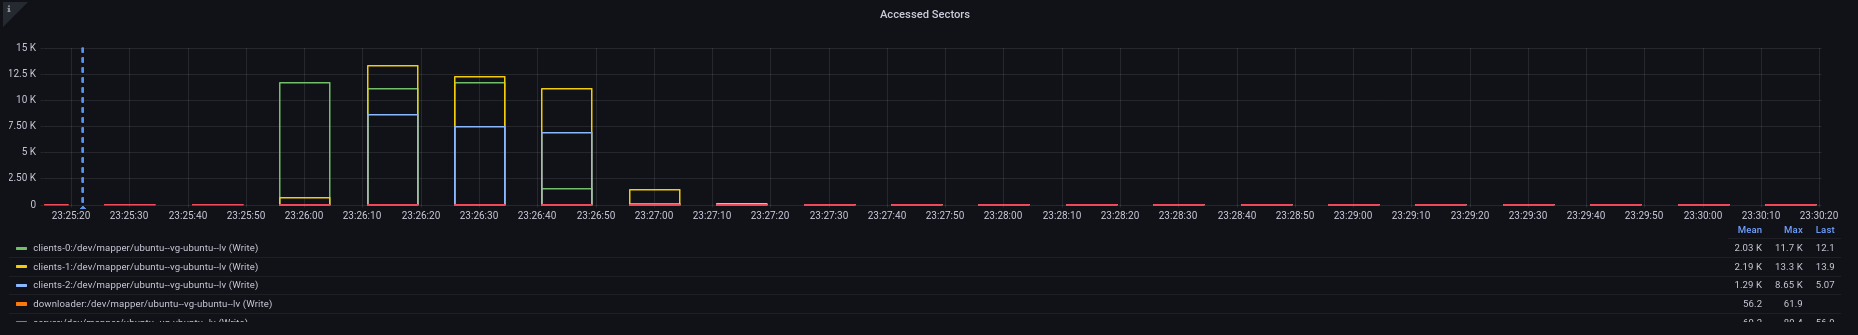 i
Accessed Sectors
15 K
12.5 K
10 K
7.50 K
5 K
2.50 K
0
23:25:20 23:25:30 23:25:40 23:25:50 23:26:00 23:26:10 23:26:20 23:26:30 23:26:40 23:26:50 23:27:00 23:27:10 23:27:20 23:27:30 23:27:40 23:27:50 23:28:00 23:28:10 23:28:20 23:28:30 23:28:40 23:28:50 23:29:00 23:29:10 23:29:20 23:29:30 23:29:40 23:29:50 23:30:00 23:30:10 23:30:20
Mean Max Last
clients-0:/dev/mapper/ubuntu--vg-ubuntu--lv (Write) 2.03 K 11.7 K 12.1
clients-1:/dev/mapper/ubuntu--vg-ubuntu--lv (Write) 2.19 K 13.3 K 13.9
clients-2:/dev/mapper/ubuntu--vg-ubuntu--lv (Write) 1.29 K 8.65 K 5.07
downloader:/dev/mapper/ubuntu--vg-ubuntu--lv (Write) 56.2 61.9